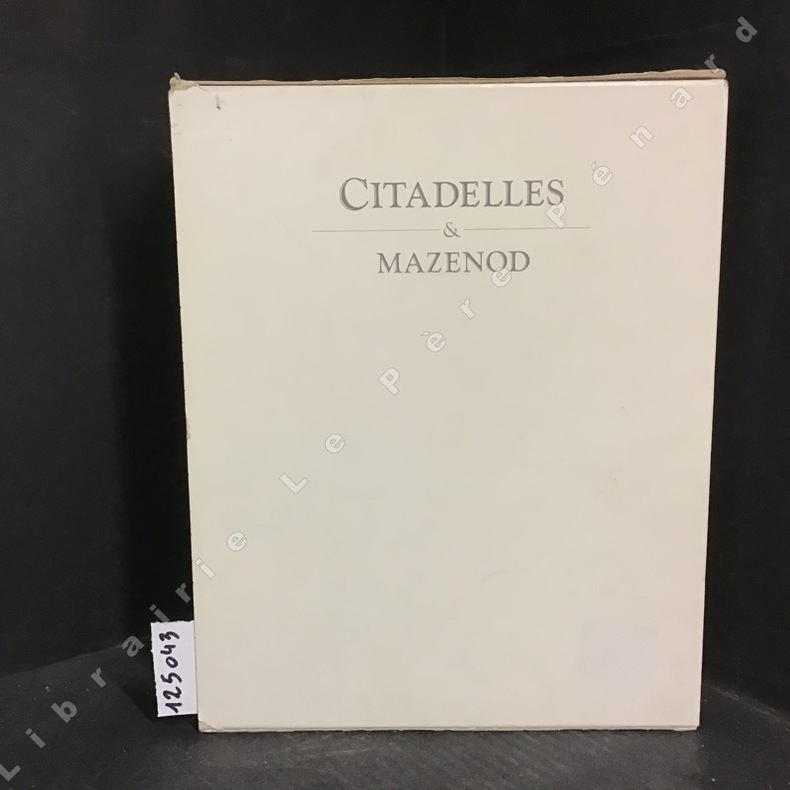 CITADELLES
&
MAZENOD
125043
Librairie Le Père Pénard